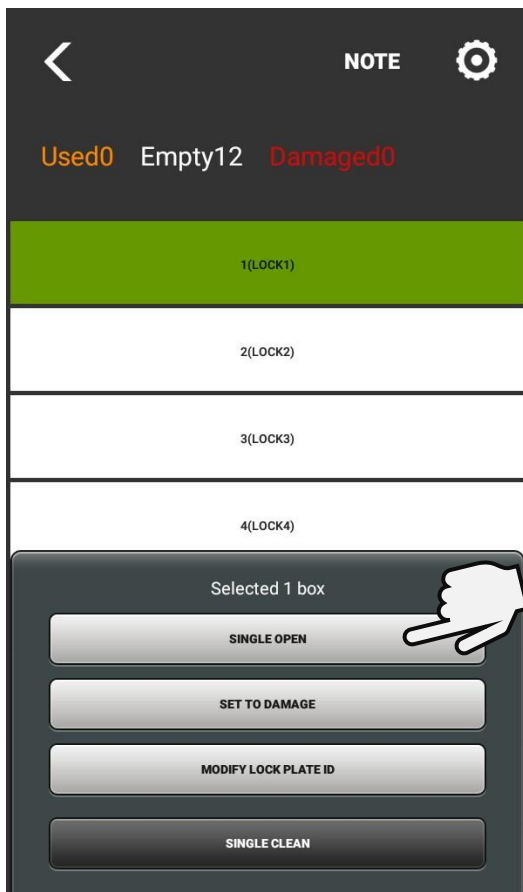 NOTE
Used0 Empty12 Damaged0
1(LOCK1)
2(LOCK2)
3(LOCK3)
4(LOCK4)
Selected 1 box
SINGLE OPEN
SET TO DAMAGE
MODIFY LOCK PLATE ID
SINGLE CLEAN